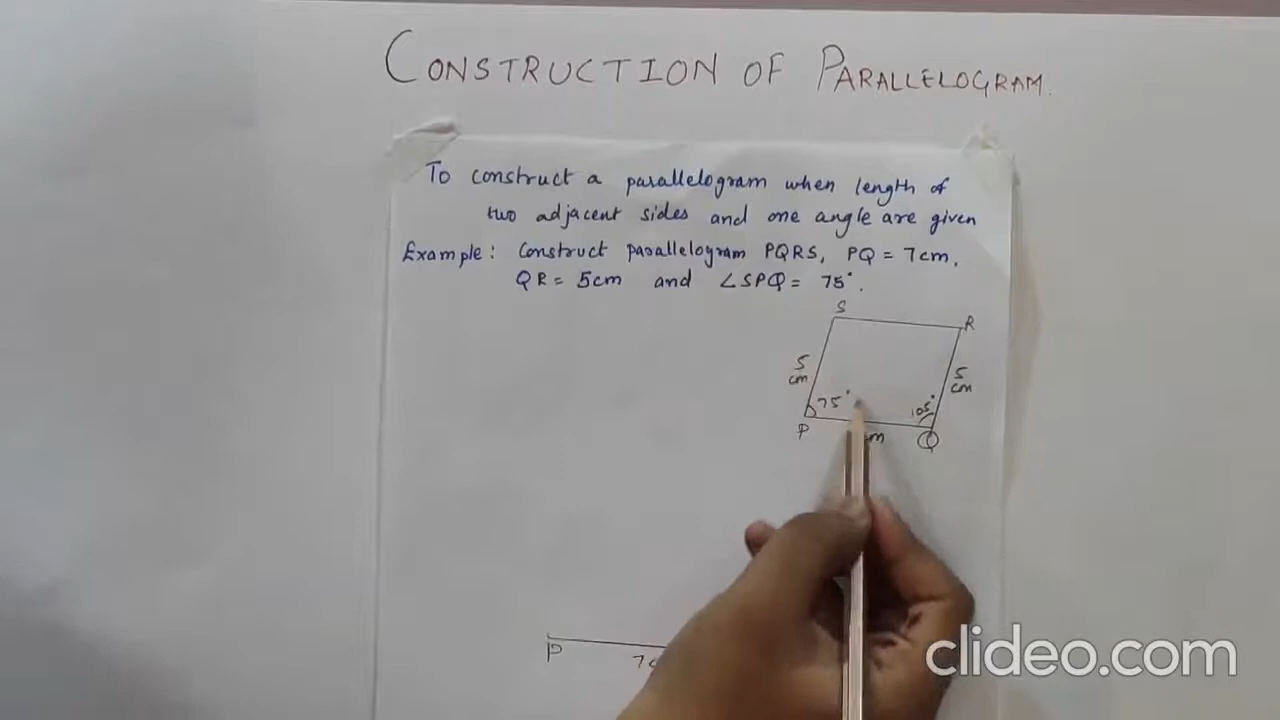 CONSTRUCTION OF PARALLELOGRAM.
To construct a parallelogram when length of
two adjacent sides and one angle are given
Example: Construct parallelogram PQRS, PQ = 7cm,
QR = 5cm and ∠SPQ = 75°.
S
R
5
cm
5
cm
75°
105°
P
Q
P
clideo.com